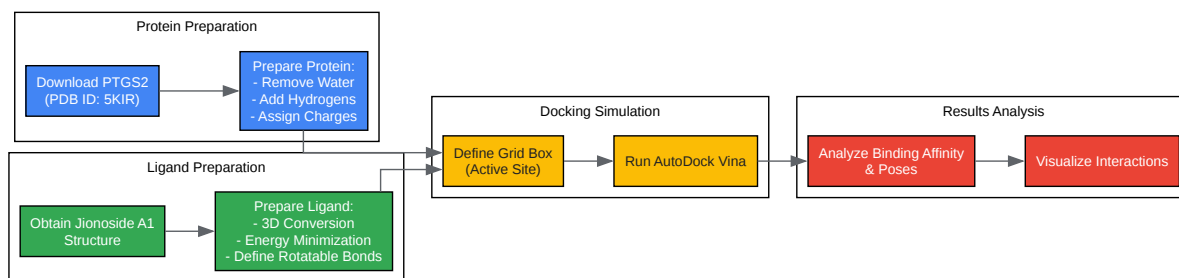 Protein Preparation
Download PTGS2
(PDB ID: 5KIR)
Prepare Protein:
- Remove Water
- Add Hydrogens
- Assign Charges
Ligand Preparation
Obtain Jionoside A1
Structure
Prepare Ligand:
- 3D Conversion
- Energy Minimization
- Define Rotatable Bonds
Docking Simulation
Define Grid Box
(Active Site)
Run AutoDock Vina
Results Analysis
Analyze Binding Affinity
& Poses
Visualize Interactions